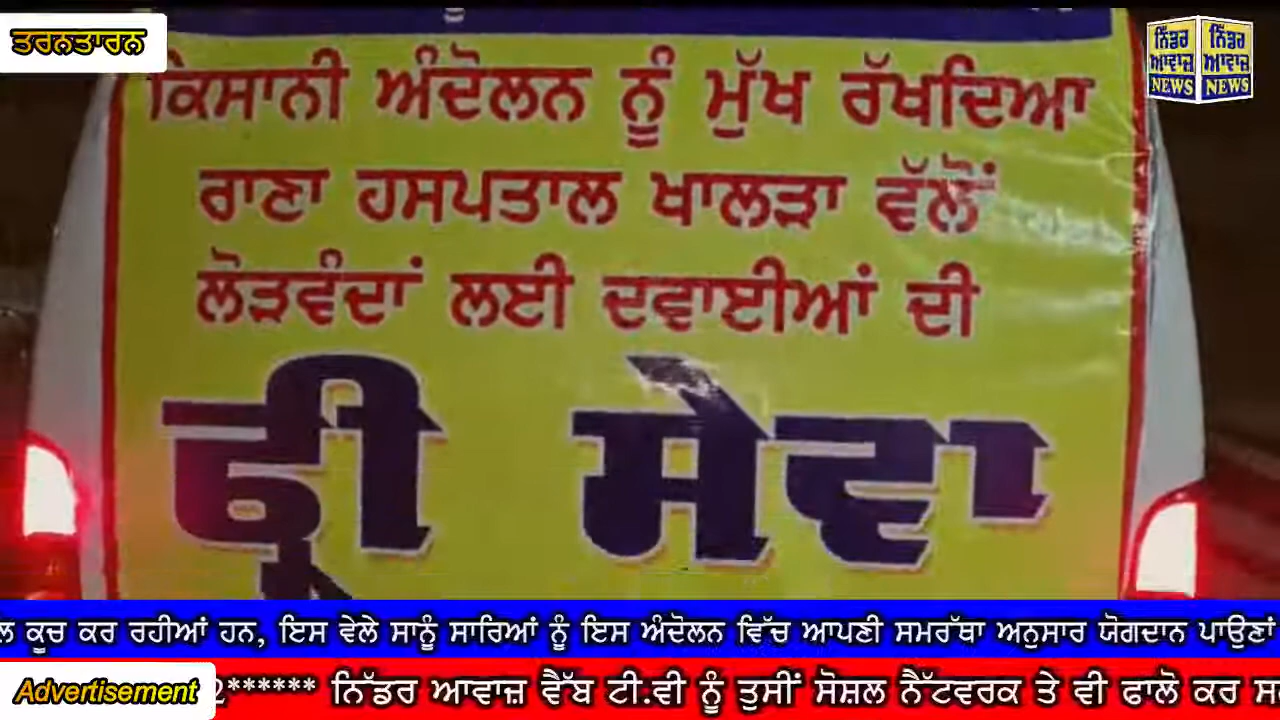 ਤਰਨਤਾਰਨ
ਨਿੱਡਰ ਆਵਾਜ਼ NEWS
ਨਿੱਡਰ ਆਵਾਜ਼ NEWS
ਕਿਸਾਨੀ ਅੰਦੋਲਨ ਨੂੰ ਮੁੱਖ ਰੱਖਦਿਆ
ਰਾਣਾ ਹਸਪਤਾਲ ਖਾਲੜਾ ਵੱਲੋਂ
ਲੋੜਵੰਦਾਂ ਲਈ ਦਵਾਈਆਂ ਦੀ
ਫ੍ਰੀ ਸੇਵਾ
ਕੂਚ ਕਰ ਰਹੀਆਂ ਹਨ, ਇਸ ਵੇਲੇ ਸਾਨੂੰ ਸਾਰਿਆਂ ਨੂੰ ਇਸ ਅੰਦੋਲਨ ਵਿੱਚ ਆਪਣੀ ਸਮਰੱਥਾ ਅਨੁਸਾਰ ਯੋਗਦਾਨ ਪਾਉਣਾਂ
Advertisement 2****** ਨਿੱਡਰ ਆਵਾਜ਼ ਵੈੱਬ ਟੀ.ਵੀ ਨੂੰ ਤੁਸੀਂ ਸੋਸ਼ਲ ਨੈੱਟਵਰਕ ਤੇ ਵੀ ਫਾਲੋ ਕਰ